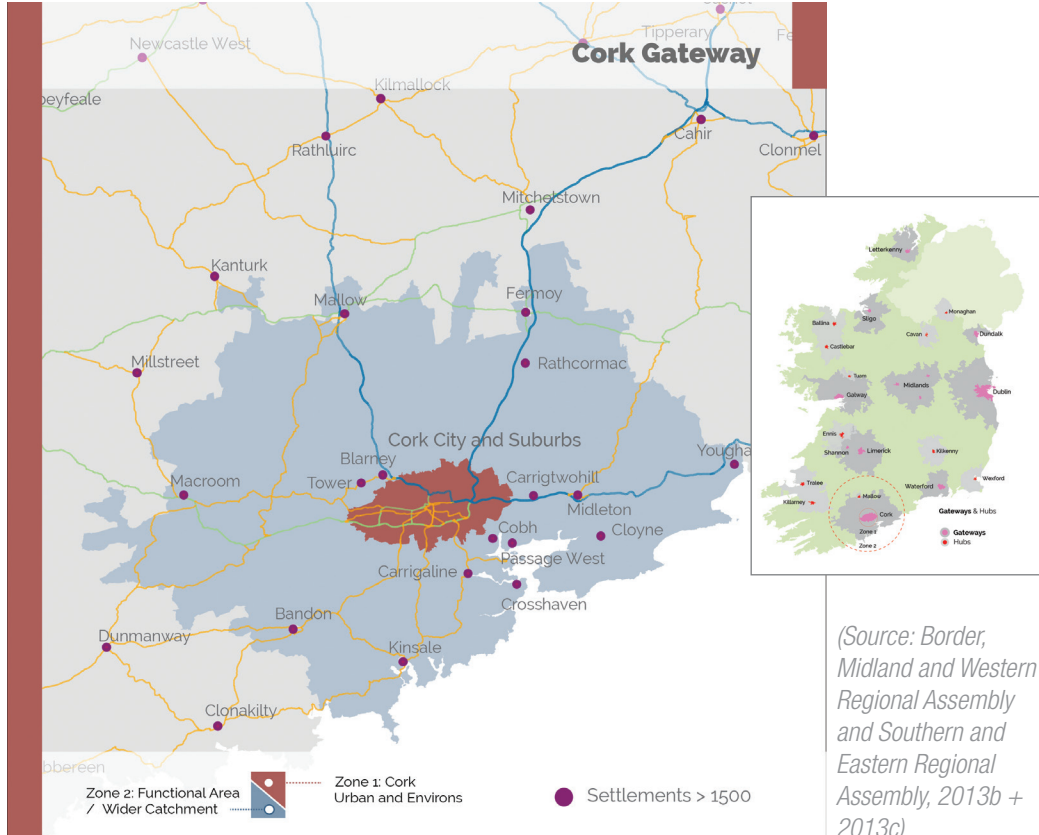 Newcastle West
Tipperary
Cork Gateway
Kilmallock
beyfeale
Cahir
Rathluirc
Clonmel
Mitchelstown
Kanturk
Mallow
Fermoy
Millstreet
Rathcormac
Cork City and Suburbs
Blarney
Tower
Carrigtwohill
Macroom
Midleton
Cobh
Cloyne
Passage West
Carrigaline
Crosshaven
Bandon
Dunmanway
Kinsale
Clonakilty
bbereen
Zone 2: Functional Area
/ Wider Catchment
Zone 1: Cork
Urban and Environs
Settlements > 1500
Letterkenny
Sligo
Monaghan
Ballina
Cavan
Dundalk
Castlebar
Tuam
Midlands
Dublin
Galway
Ennis
Shannon
Limerick
Kilkenny
Tralee
Waterford
Wexford
Killarney
Mallow
Cork
Zone 1
Zone 2
Gateways & Hubs
Gateways
Hubs
(Source: Border,
Midland and Western
Regional Assembly
and Southern and
Eastern Regional
Assembly, 2013b +
2013c)